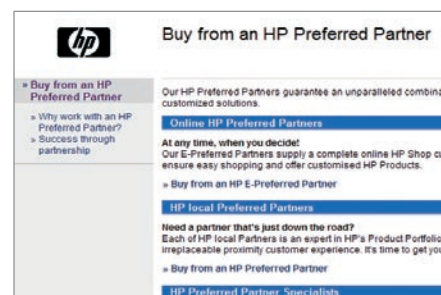 hp
Buy from an HP Preferred Partner
» Buy from an HP
Preferred Partner
» Why work with an HP
Preferred Partner?
» Success through
partnership
Our HP Preferred Partners guarantee an unparalleled combina
customized solutions.
Online HP Preferred Partners
At any time, when you decide!
Our E-Preferred Partners supply a complete online HP Shop cu
ensure easy shopping and offer customised HP Products.
» Buy from an HP E-Preferred Partner
HP local Preferred Partners
Need a partner that's just down the road?
Each of HP local Partners is an expert in HP's Product Portfolio
irreplaceable proximity customer experience. It's time to get you
» Buy from an HP Preferred Partner
HP Preferred Partner Specialists